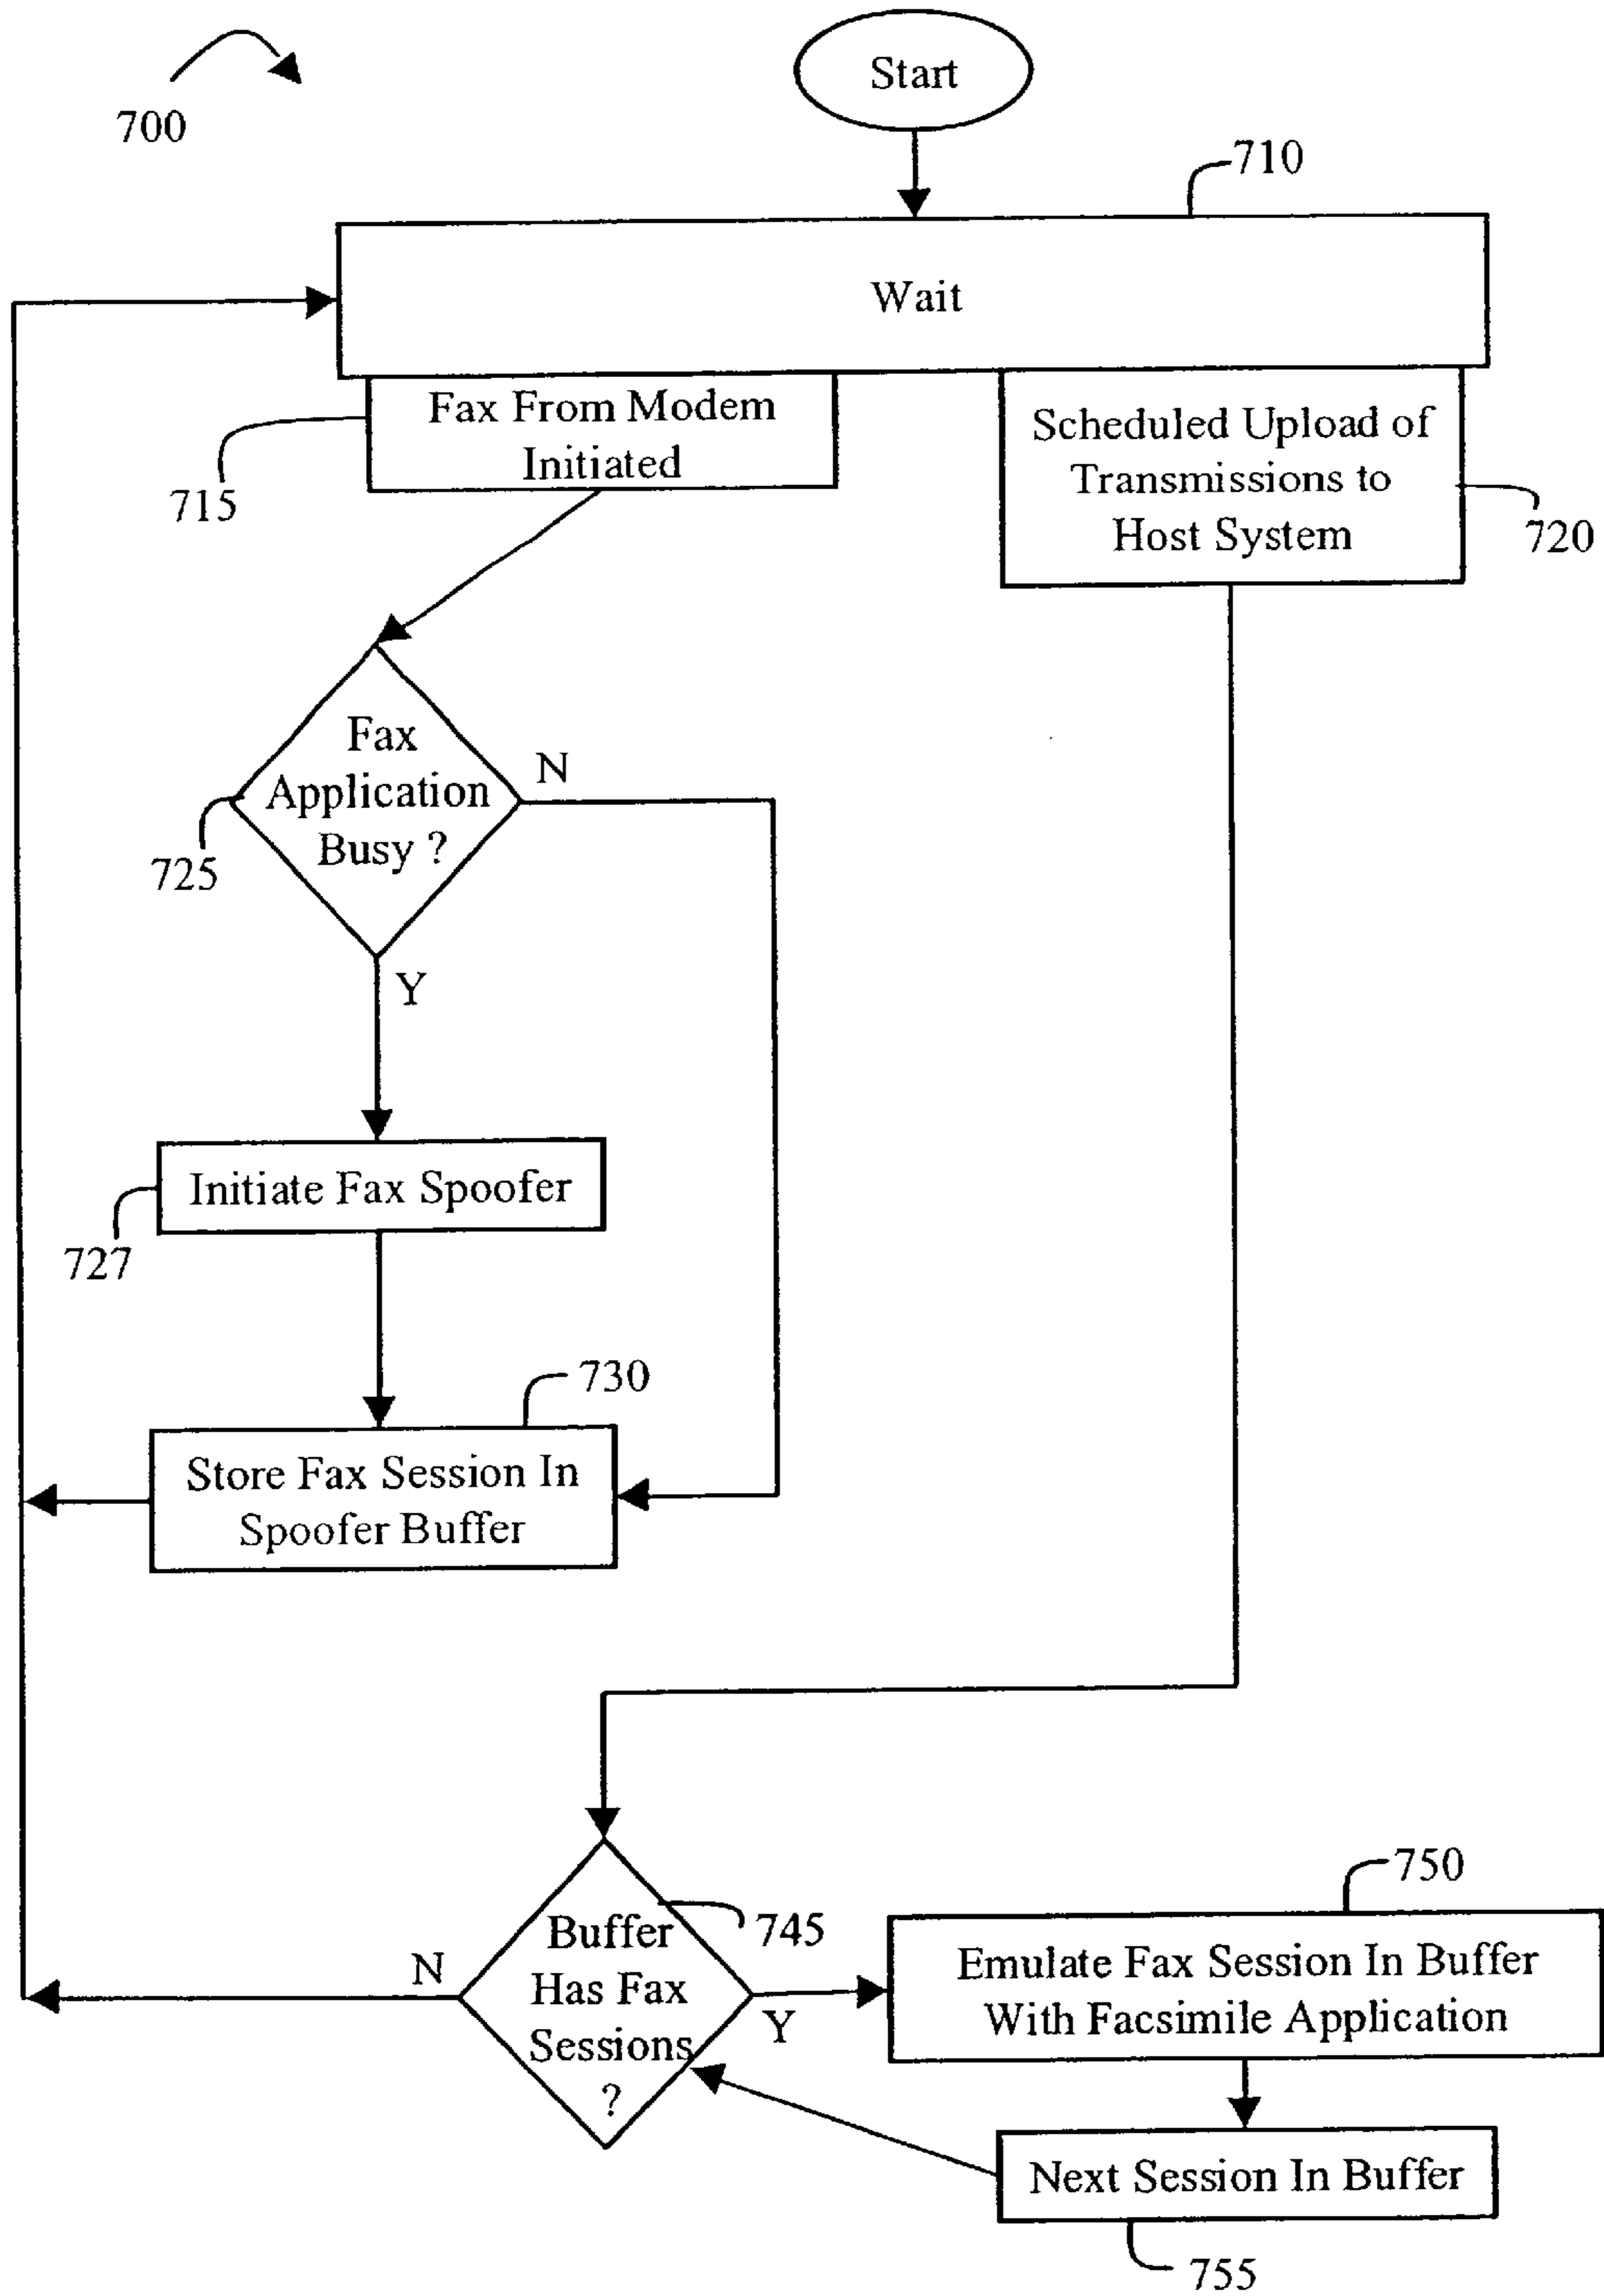 700
Start
710
Wait
Fax From Modem
Initiated
715
Scheduled Upload of
Transmissions to
Host System
720
Fax
Application
Busy ?
N
725
Y
Initiate Fax Spoofer
727
730
Store Fax Session In
Spoofer Buffer
750
745
Buffer
Has Fax
Sessions
?
N
Y
Emulate Fax Session In Buffer
With Facsimile Application
Next Session In Buffer
755